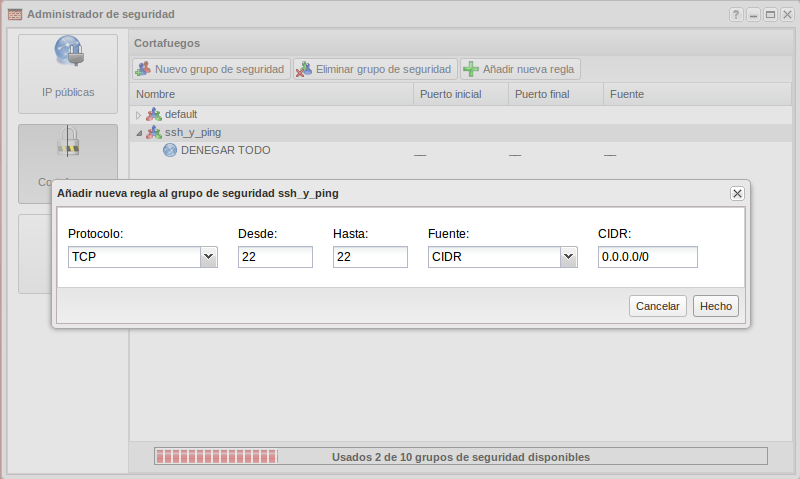 Administrador de seguridad
IP públicas
Cortafuegos
Nuevo grupo de seguridad Eliminar grupo de seguridad Añadir nueva regla
Nombre Puerto inicial Puerto final Fuente
default
ssh_y_ping
DENEGAR TODO __ __ __
Añadir nueva regla al grupo de seguridad ssh_y_ping
Protocolo: Desde: Hasta: Fuente: CIDR:
TCP 22 22 CIDR 0.0.0.0/0
Cancelar Hecho
Usados 2 de 10 grupos de seguridad disponibles